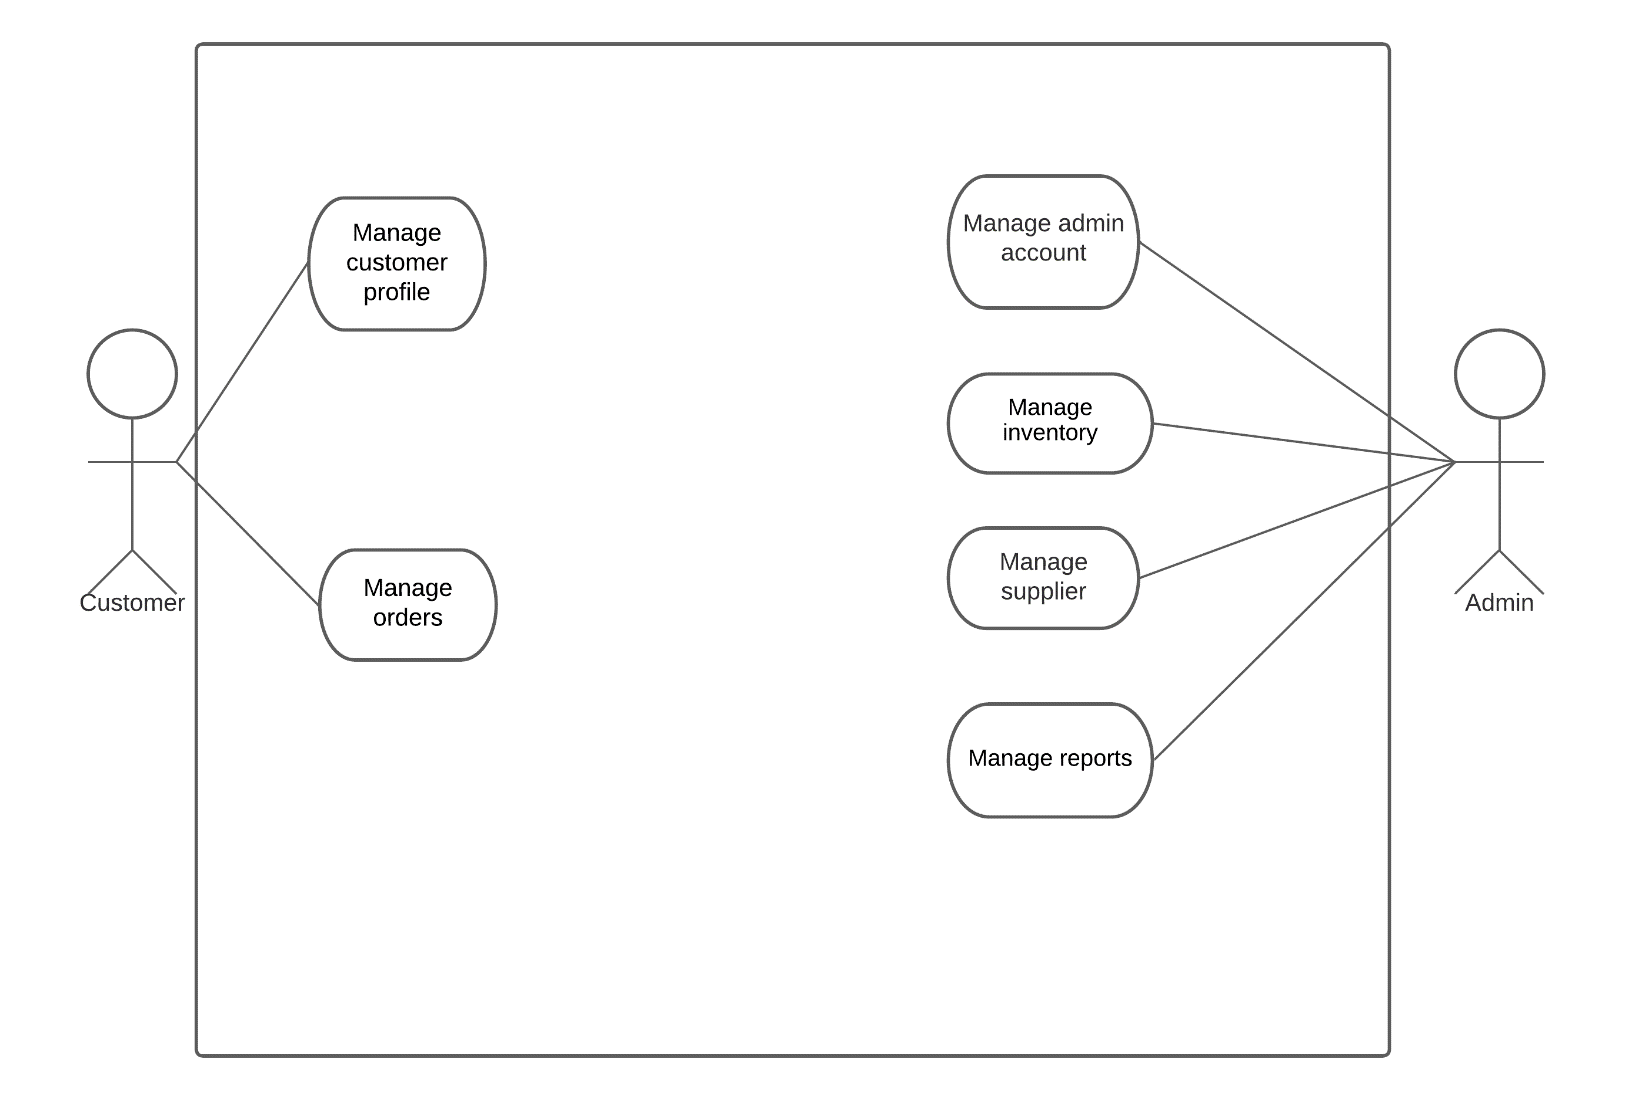 Manage
customer
profile
Manage
orders
Customer
Manage admin
account
Manage
inventory
Manage
supplier
Manage reports
Admin